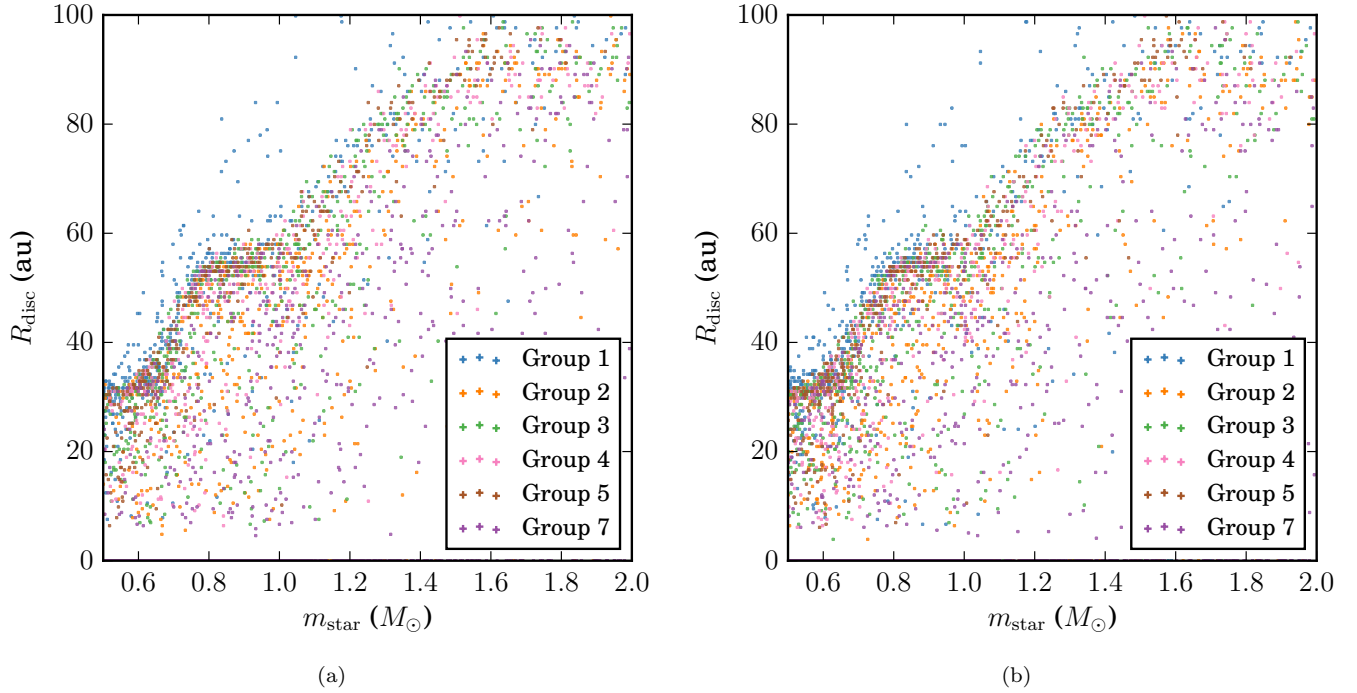 100
80
60
40
20
0
R_disc (au)
0.6 0.8 1.0 1.2 1.4 1.6 1.8 2.0
m_star (M_⊙)
Group 1
Group 2
Group 3
Group 4
Group 5
Group 7
(a)
100
80
60
40
20
0
R_disc (au)
0.6 0.8 1.0 1.2 1.4 1.6 1.8 2.0
m_star (M_⊙)
Group 1
Group 2
Group 3
Group 4
Group 5
Group 7
(b)